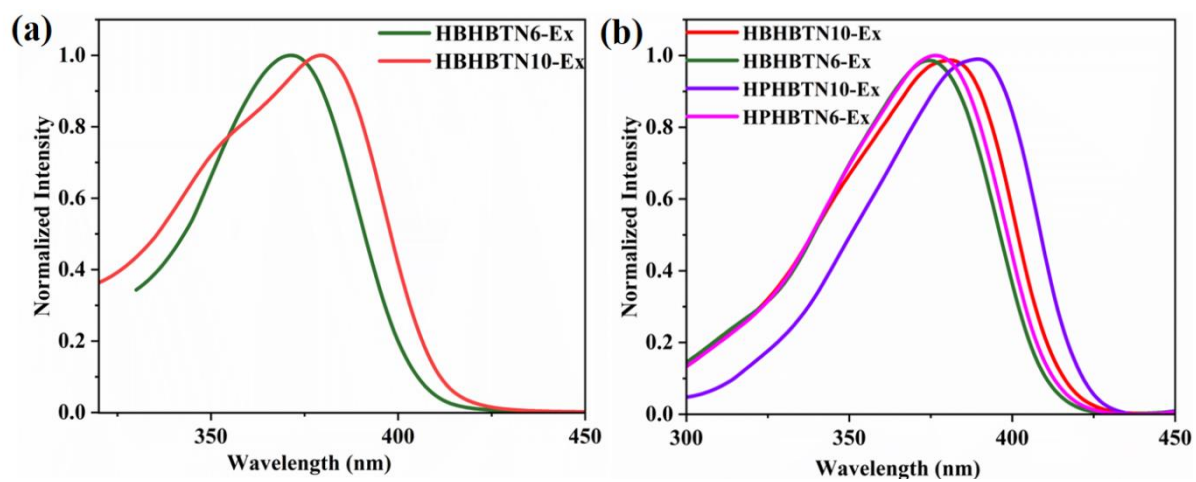 (a)
HBHBTN6-Ex
HBHBTN10-Ex
Normalized Intensity
1.0
0.8
0.6
0.4
0.2
0.0
350 400 450
Wavelength (nm)
(b)
HBHBTN10-Ex
HBHBTN6-Ex
HPHBTN10-Ex
HPHBTN6-Ex
Normalized Intensity
1.0
0.8
0.6
0.4
0.2
0.0
300 350 400 450
Wavelength (nm)